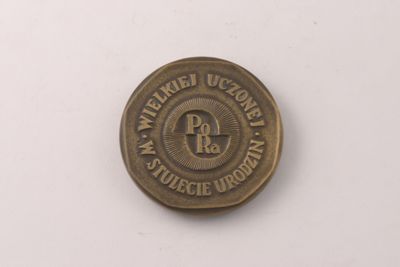 WIELKIEJ UCZONEJ
W STULECIE URODZIN
Po
Ra